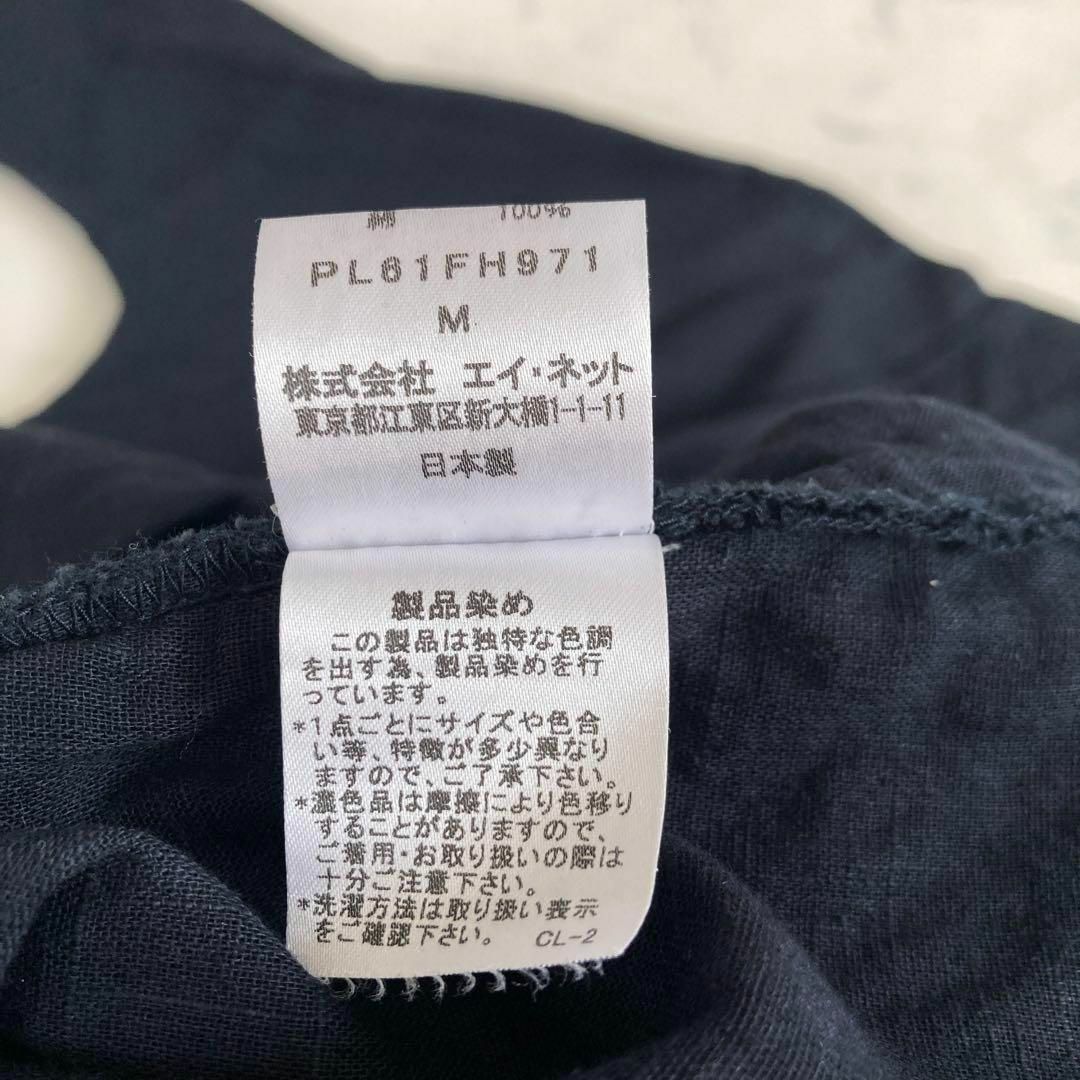 綿 100%
PL61FH971
M
株式会社 エイ・ネット
東京都江東区新大橋1-1-11
日本製
製品染め
この製品は独特な色調
を出す為、製品染めを行
っています。
*1点ごとにサイズや色合
い等、特徴が多少異なり
ますので、ご了承下さい。
*濃色品は摩擦により色移り
することがありますので、
ご着用・お取り扱いの際は
十分ご注意下さい。
*洗濯方法は取り扱い表示
をご確認下さい。 CL-2